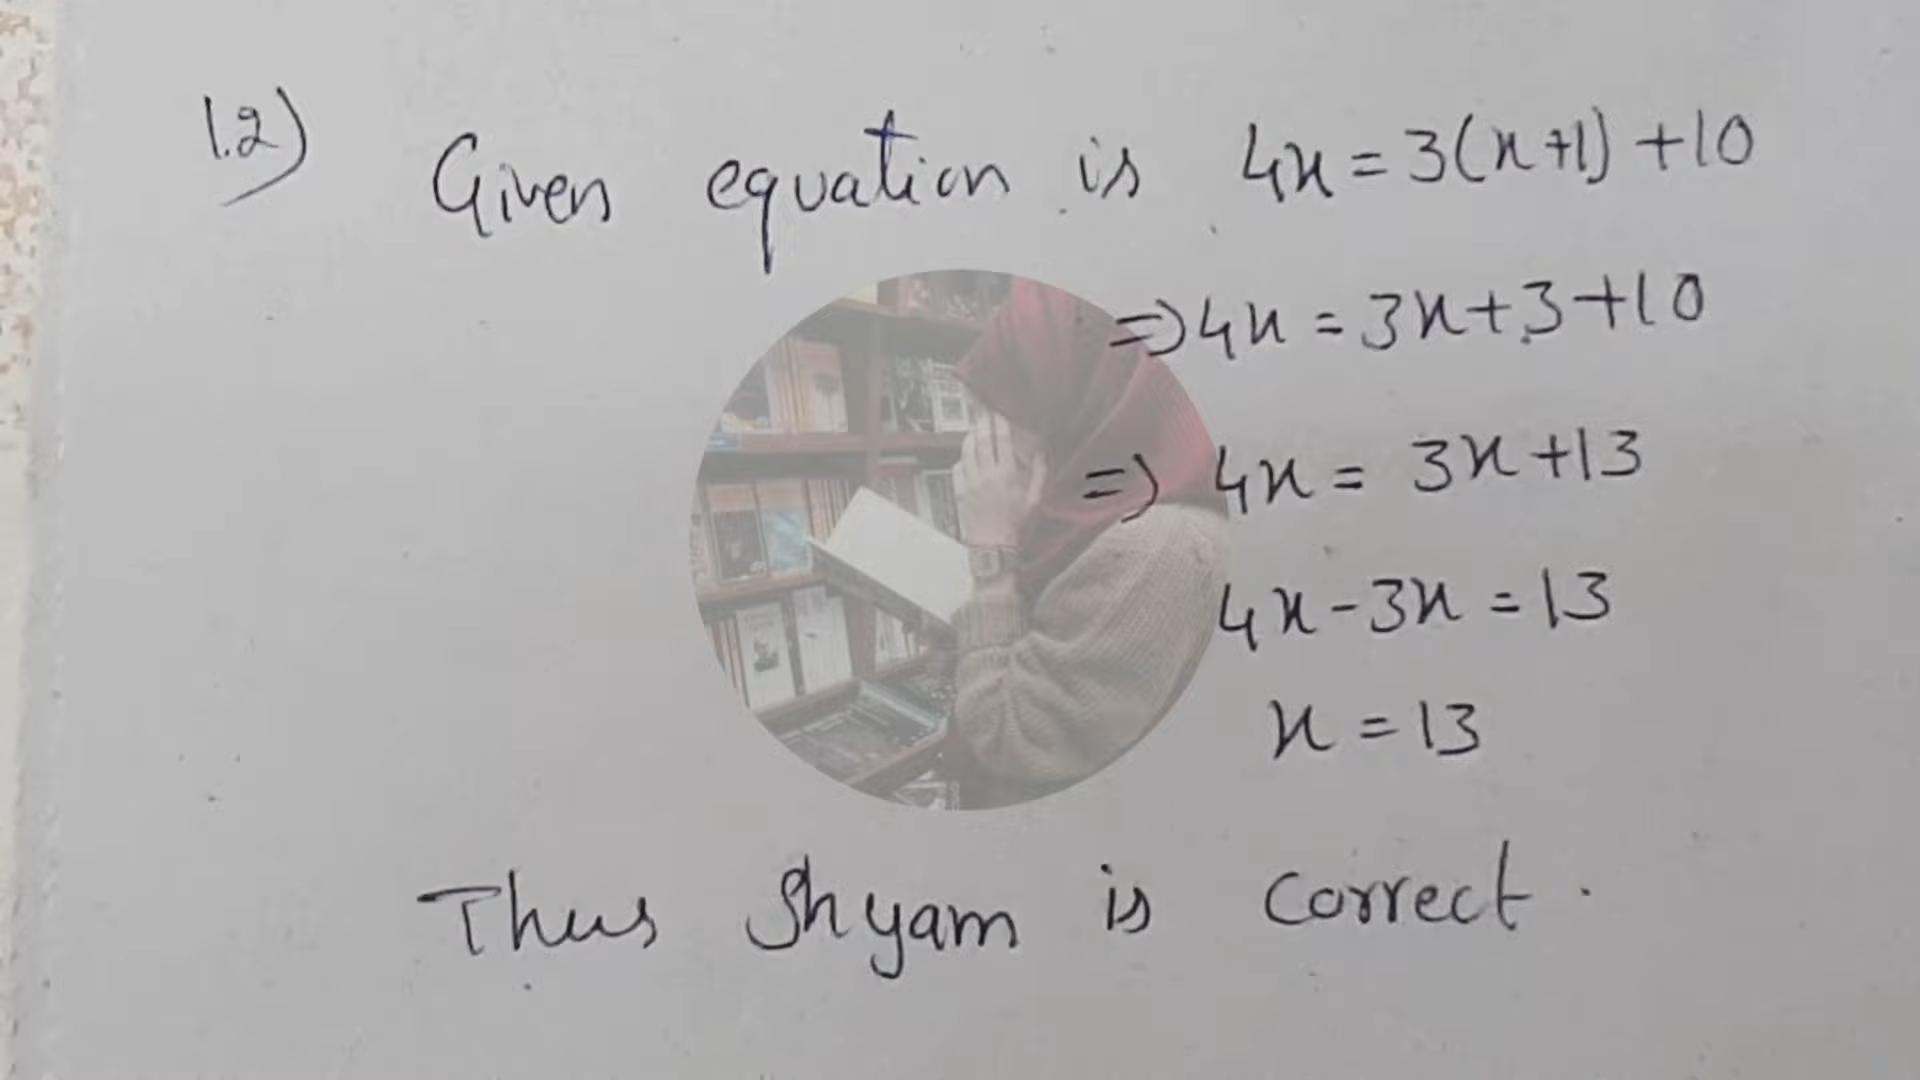 1.2) Given equation is 4x = 3(x+1) +10
=> 4x = 3x+3+10
=> 4x = 3x+13
4x-3x = 13
x = 13
Thus Shyam is correct.